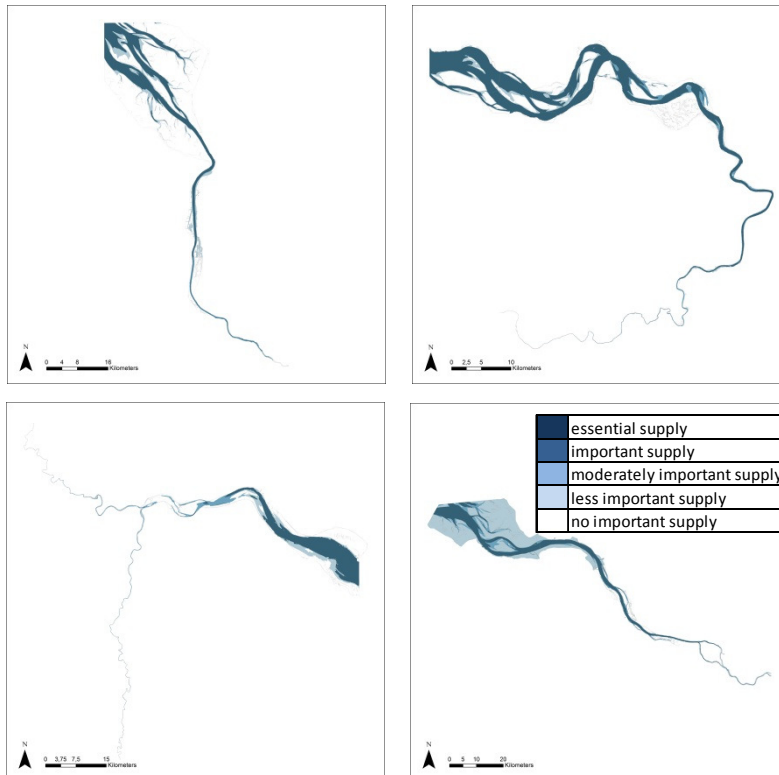 N
0 4 8 16
Kilometers
N
0 2,5 5 10
Kilometers
N
0 3,75 7,5 15
Kilometers
essential supply
important supply
moderately important supply
less important supply
no important supply
N
0 5 10 20
Kilometers